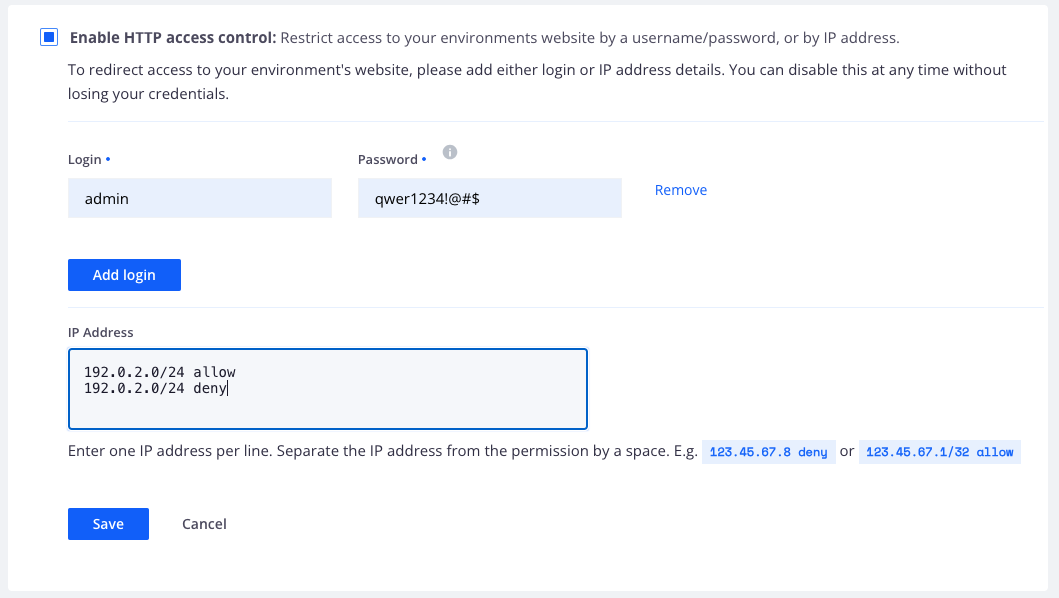 Enable HTTP access control: Restrict access to your environments website by a username/password, or by IP address.
To redirect access to your environment's website, please add either login or IP address details. You can disable this at any time without
losing your credentials.
Login •
Password •
admin
qwer1234!@#$
Remove
Add login
IP Address
192.0.2.0/24 allow
192.0.2.0/24 deny
Enter one IP address per line. Separate the IP address from the permission by a space. E.g. 123.45.67.8 deny or 123.45.67.1/32 allow
Save
Cancel